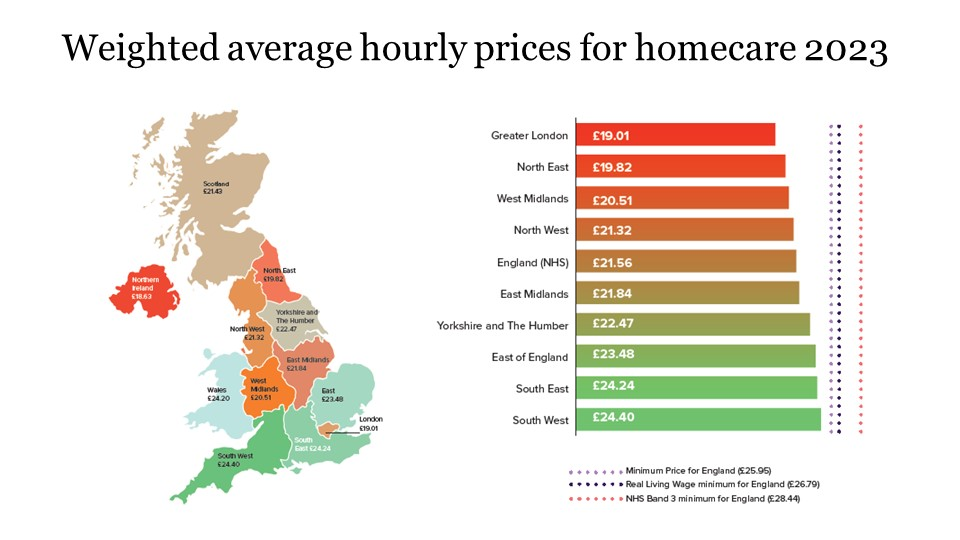 Weighted average hourly prices for homecare 2023
Scotland
£21.43
Northern
Ireland
£18.63
North East
£19.82
Yorkshire and
The Humber
£22.47
North West
£21.32
East Midlands
£21.84
West
Midlands
£20.51
Wales
£24.20
East
£23.48
London
£19.01
South
East £24.24
South West
£24.40
Greater London £19.01
North East £19.82
West Midlands £20.51
North West £21.32
England (NHS) £21.56
East Midlands £21.84
Yorkshire and The Humber £22.47
East of England £23.48
South East £24.24
South West £24.40
Minimum Price for England (£25.95)
Real Living Wage minimum for England (£26.79)
NHS Band 3 minimum for England (£28.44)